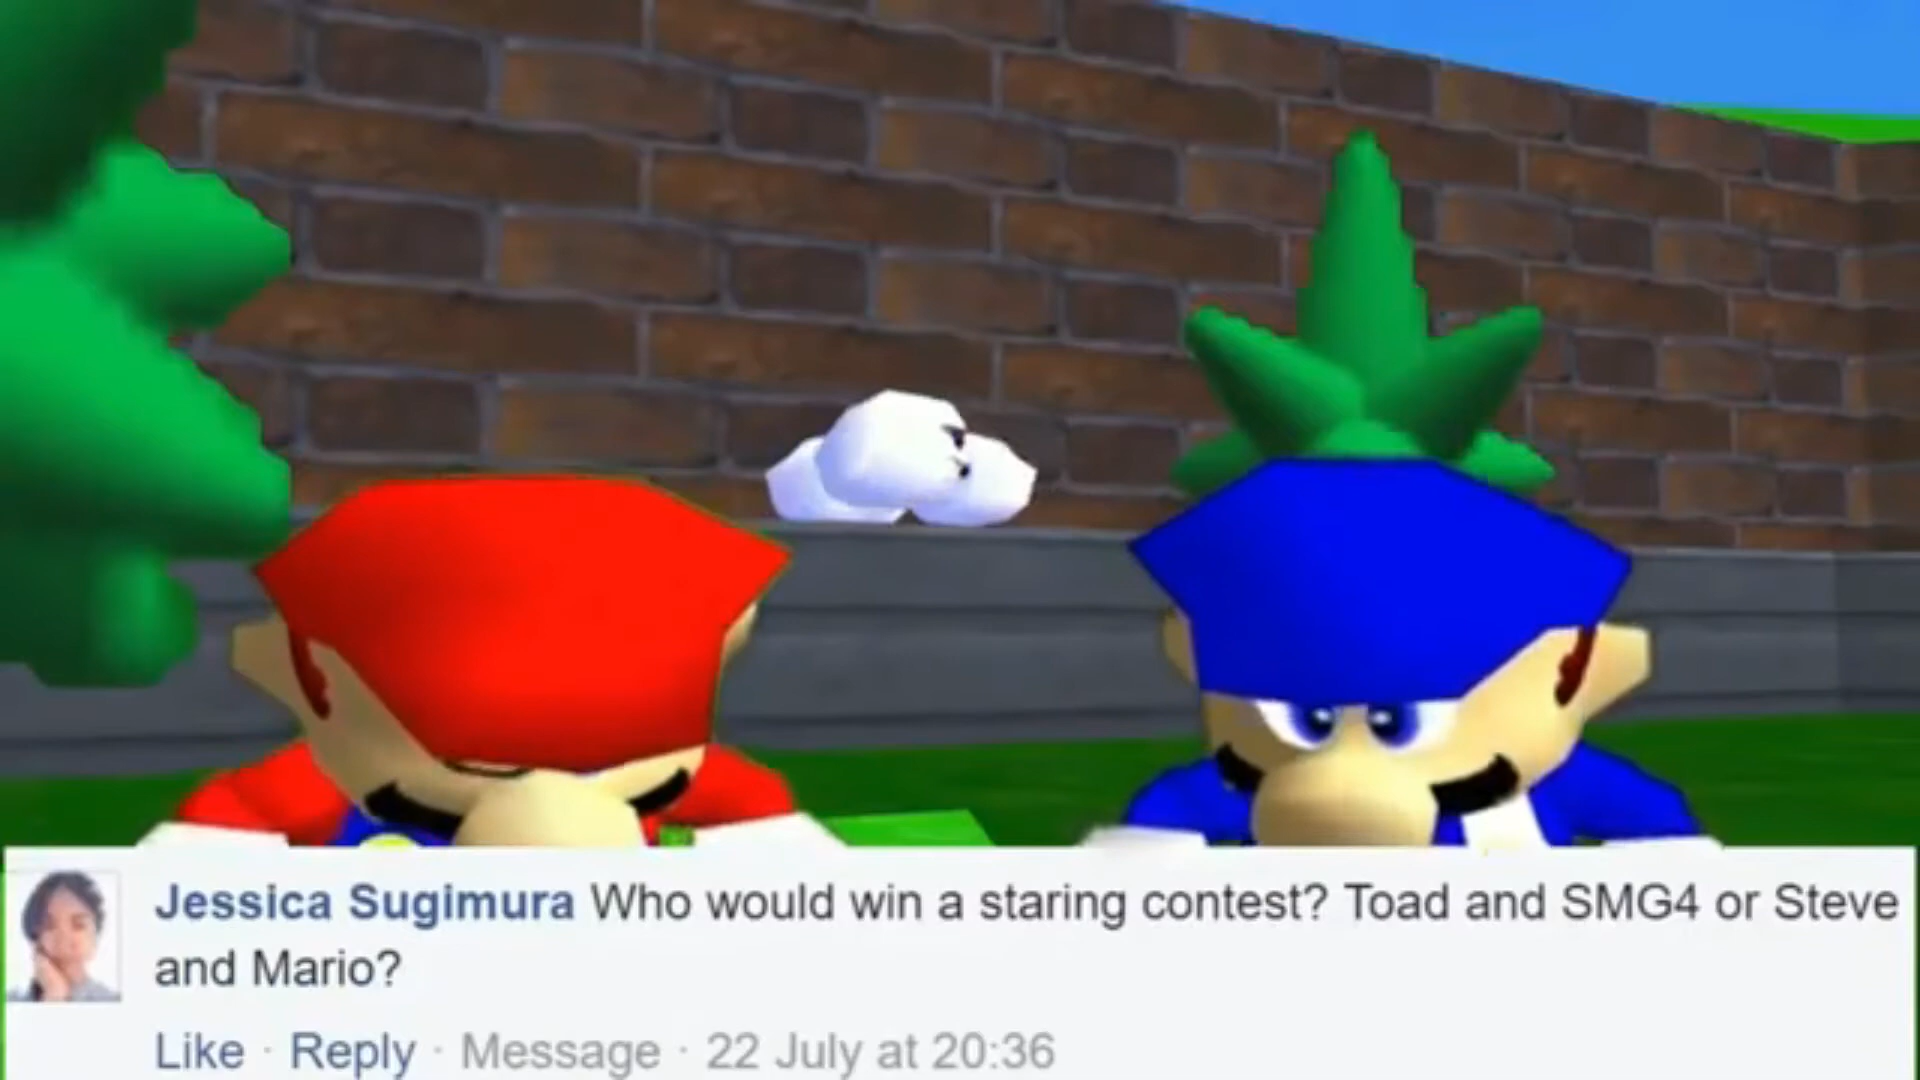 Jessica Sugimura Who would win a staring contest? Toad and SMG4 or Steve
and Mario?
Like · Reply · Message · 22 July at 20:36